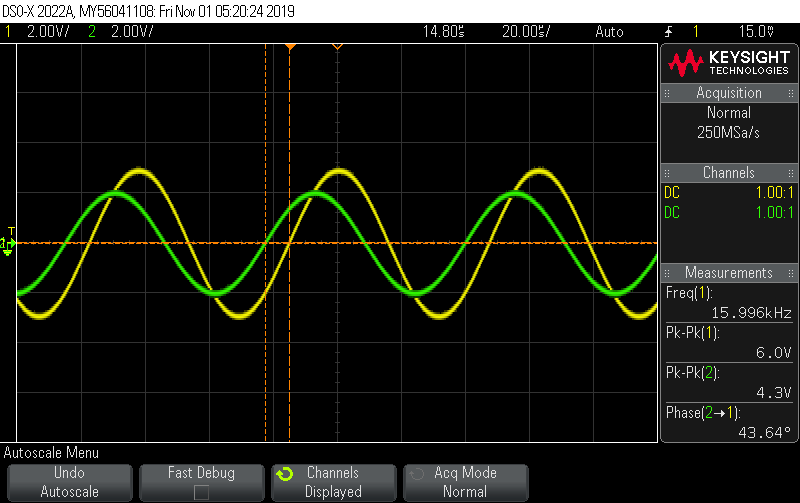 DSO-X 2022A, MY56041108: Fri Nov 01 05:20:24 2019
1 2.00V/ 2 2.00V/ 14.80㎲ 20.00㎲/ Auto 1 15.0㎷
T
KEYSIGHT
TECHNOLOGIES
Acquisition
Normal
250MSa/s
Channels
DC 1.00:1
DC 1.00:1
Measurements
Freq(1):
15.996kHz
Pk-Pk(1):
6.0V
Pk-Pk(2):
4.3V
Phase(2→1):
43.64°
Autoscale Menu
Undo
Autoscale
Fast Debug
Channels
Displayed
Acq Mode
Normal